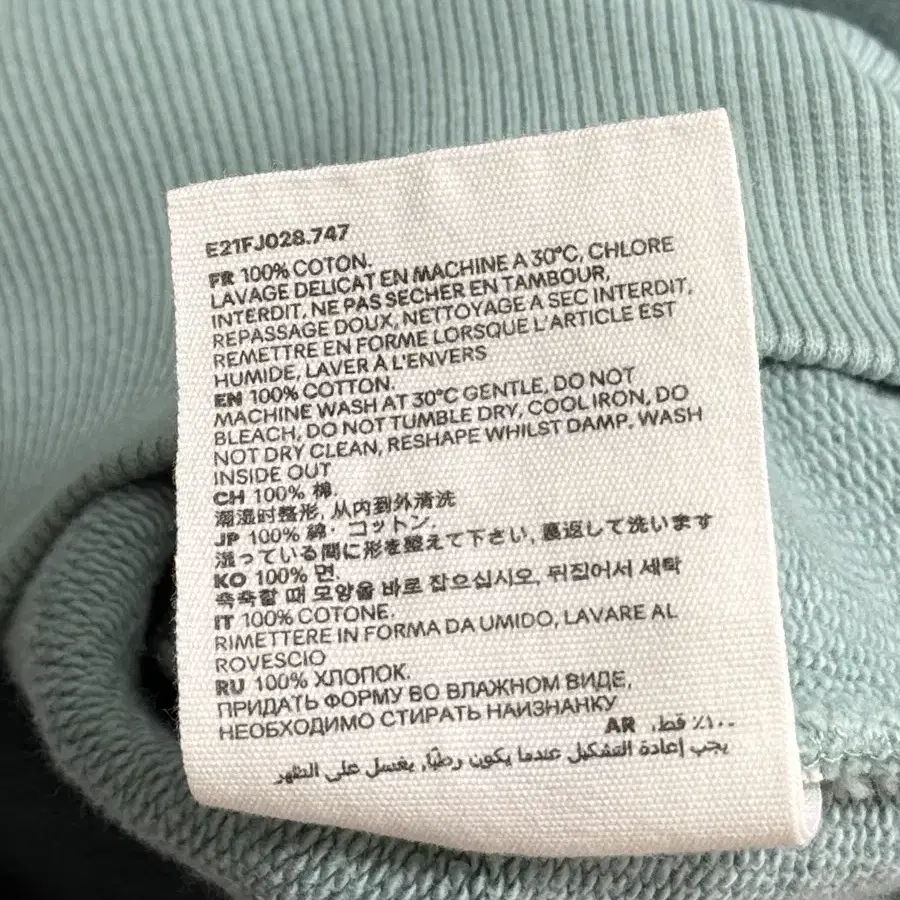 E21FJ028.747
FR 100% COTON.
LAVAGE DELICAT EN MACHINE A 30°C, CHLORE
INTERDIT, NE PAS SECHER EN TAMBOUR,
REPASSAGE DOUX, NETTOYAGE A SEC INTERDIT,
REMETTRE EN FORME LORSQUE L'ARTICLE EST
HUMIDE, LAVER À L'ENVERS
EN 100% COTTON.
MACHINE WASH AT 30°C GENTLE, DO NOT
BLEACH, DO NOT TUMBLE DRY, COOL IRON, DO
NOT DRY CLEAN, RESHAPE WHILST DAMP. WASH
INSIDE OUT
CH 100% 棉.
潮湿时整形, 从内到外清洗
JP 100% 綿・コットン.
湿っている間に形を整えて下さい, 裏返して洗います
KO 100% 면.
축축할 때 모양을 바로 잡으십시오, 뒤집어서 세탁
IT 100% COTONE.
RIMETTERE IN FORMA DA UMIDO, LAVARE AL
ROVESCIO
RU 100% ХЛОПОК.
ПРИДАТЬ ФОРМУ ВО ВЛАЖНОМ ВИДЕ,
НЕОБХОДИМО СТИРАТЬ НАИЗНАНКУ
AR ١٠٠٪ قطن.
يجب إعادة التشكيل عندما يكون رطبًا, يغسل على الظهر